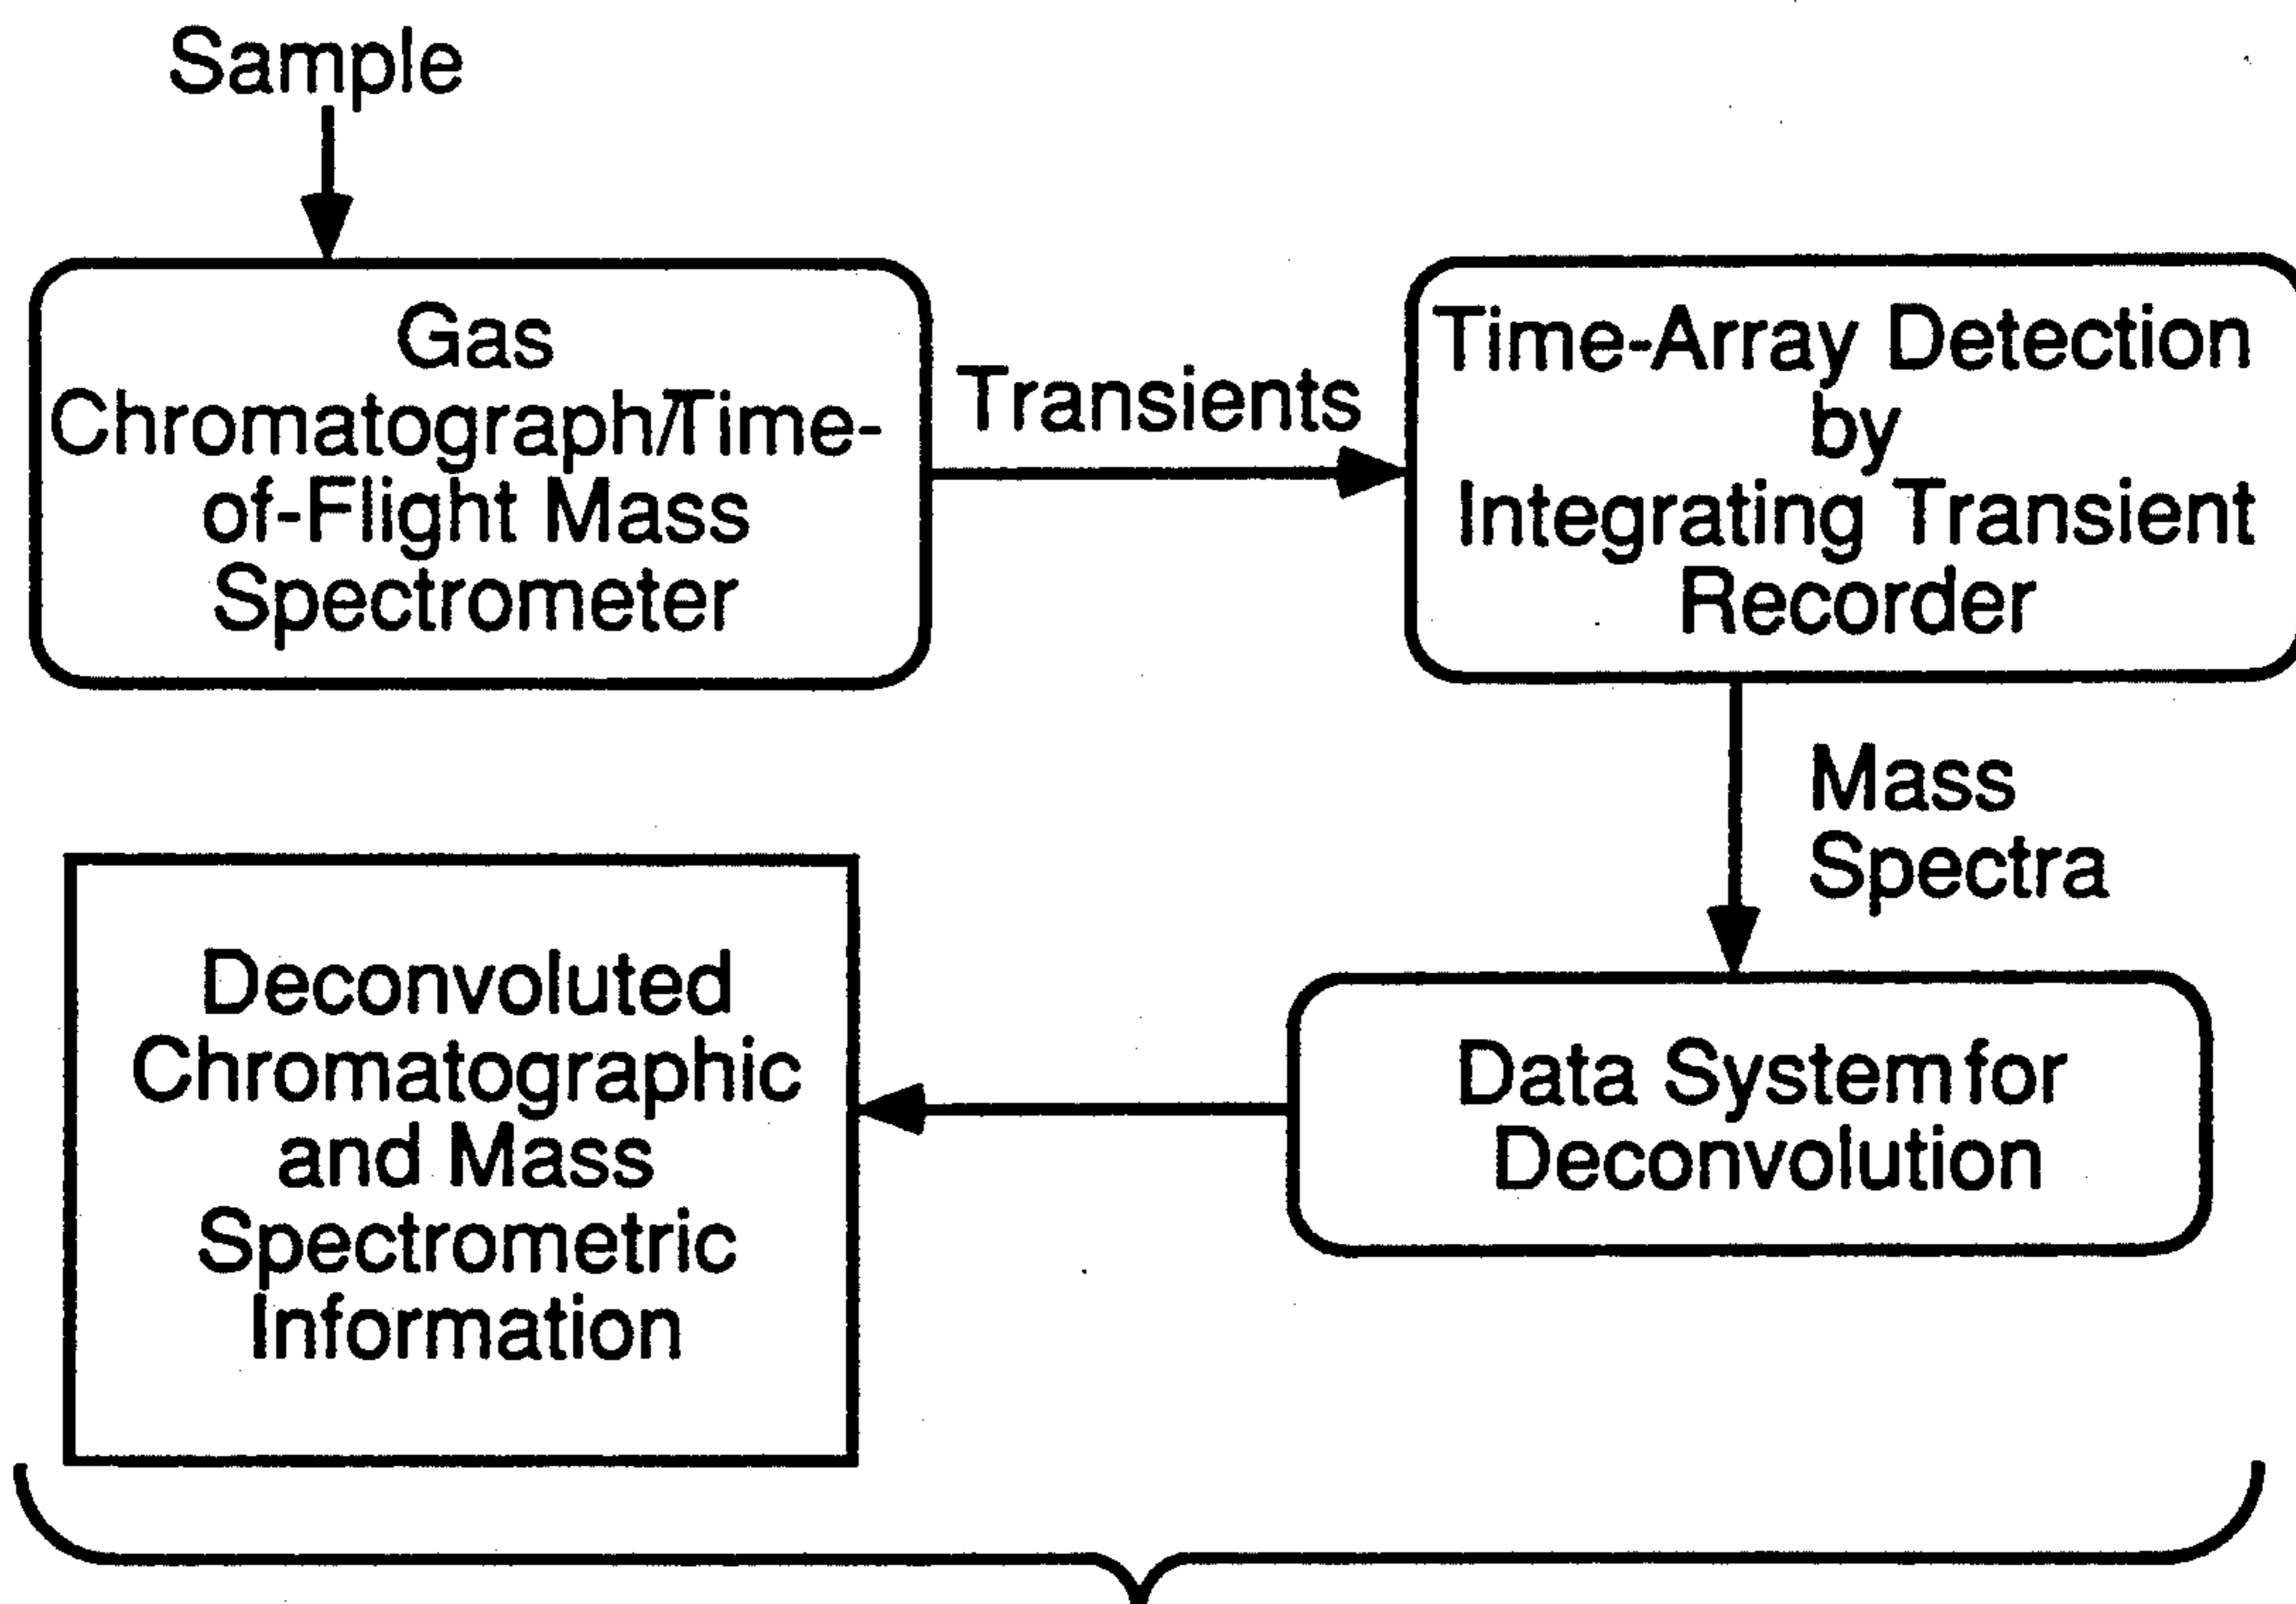 Sample
Gas
Chromatograph/Time-
of-Flight Mass
Spectrometer
Transients
Time-Array Detection
by
Integrating Transient
Recorder
Mass
Spectra
Data System for
Deconvolution
Deconvoluted
Chromatographic
and Mass
Spectrometric
Information